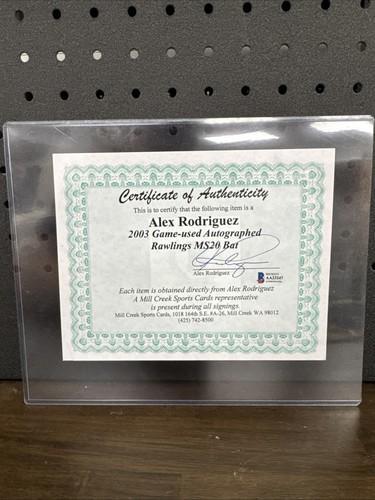 Certificate of Authenticity
This is to certify that the following item is a
Alex Rodriguez
2003 Game-used Autographed
Rawlings MS20 Bat
Alex Rodriguez
BECKETT
Each item is obtained directly from Alex Rodriguez
A Mill Creek Sports Cards representative
is present during all signings.
Mill Creek Sports Cards, 1018 164th S.E. #A-26, Mill Creek WA 98012
(425) 742-8500